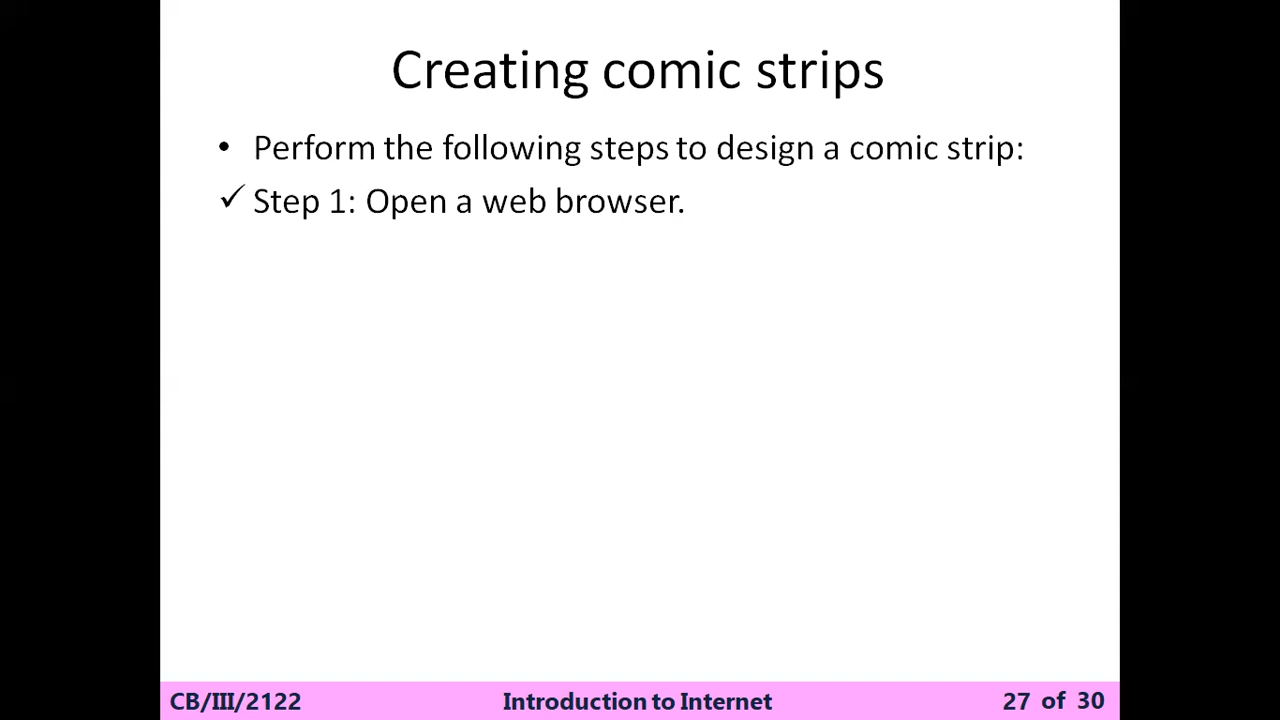 Creating comic strips
• Perform the following steps to design a comic strip:
✓ Step 1: Open a web browser.
CB/III/2122 Introduction to Internet 27 of 30